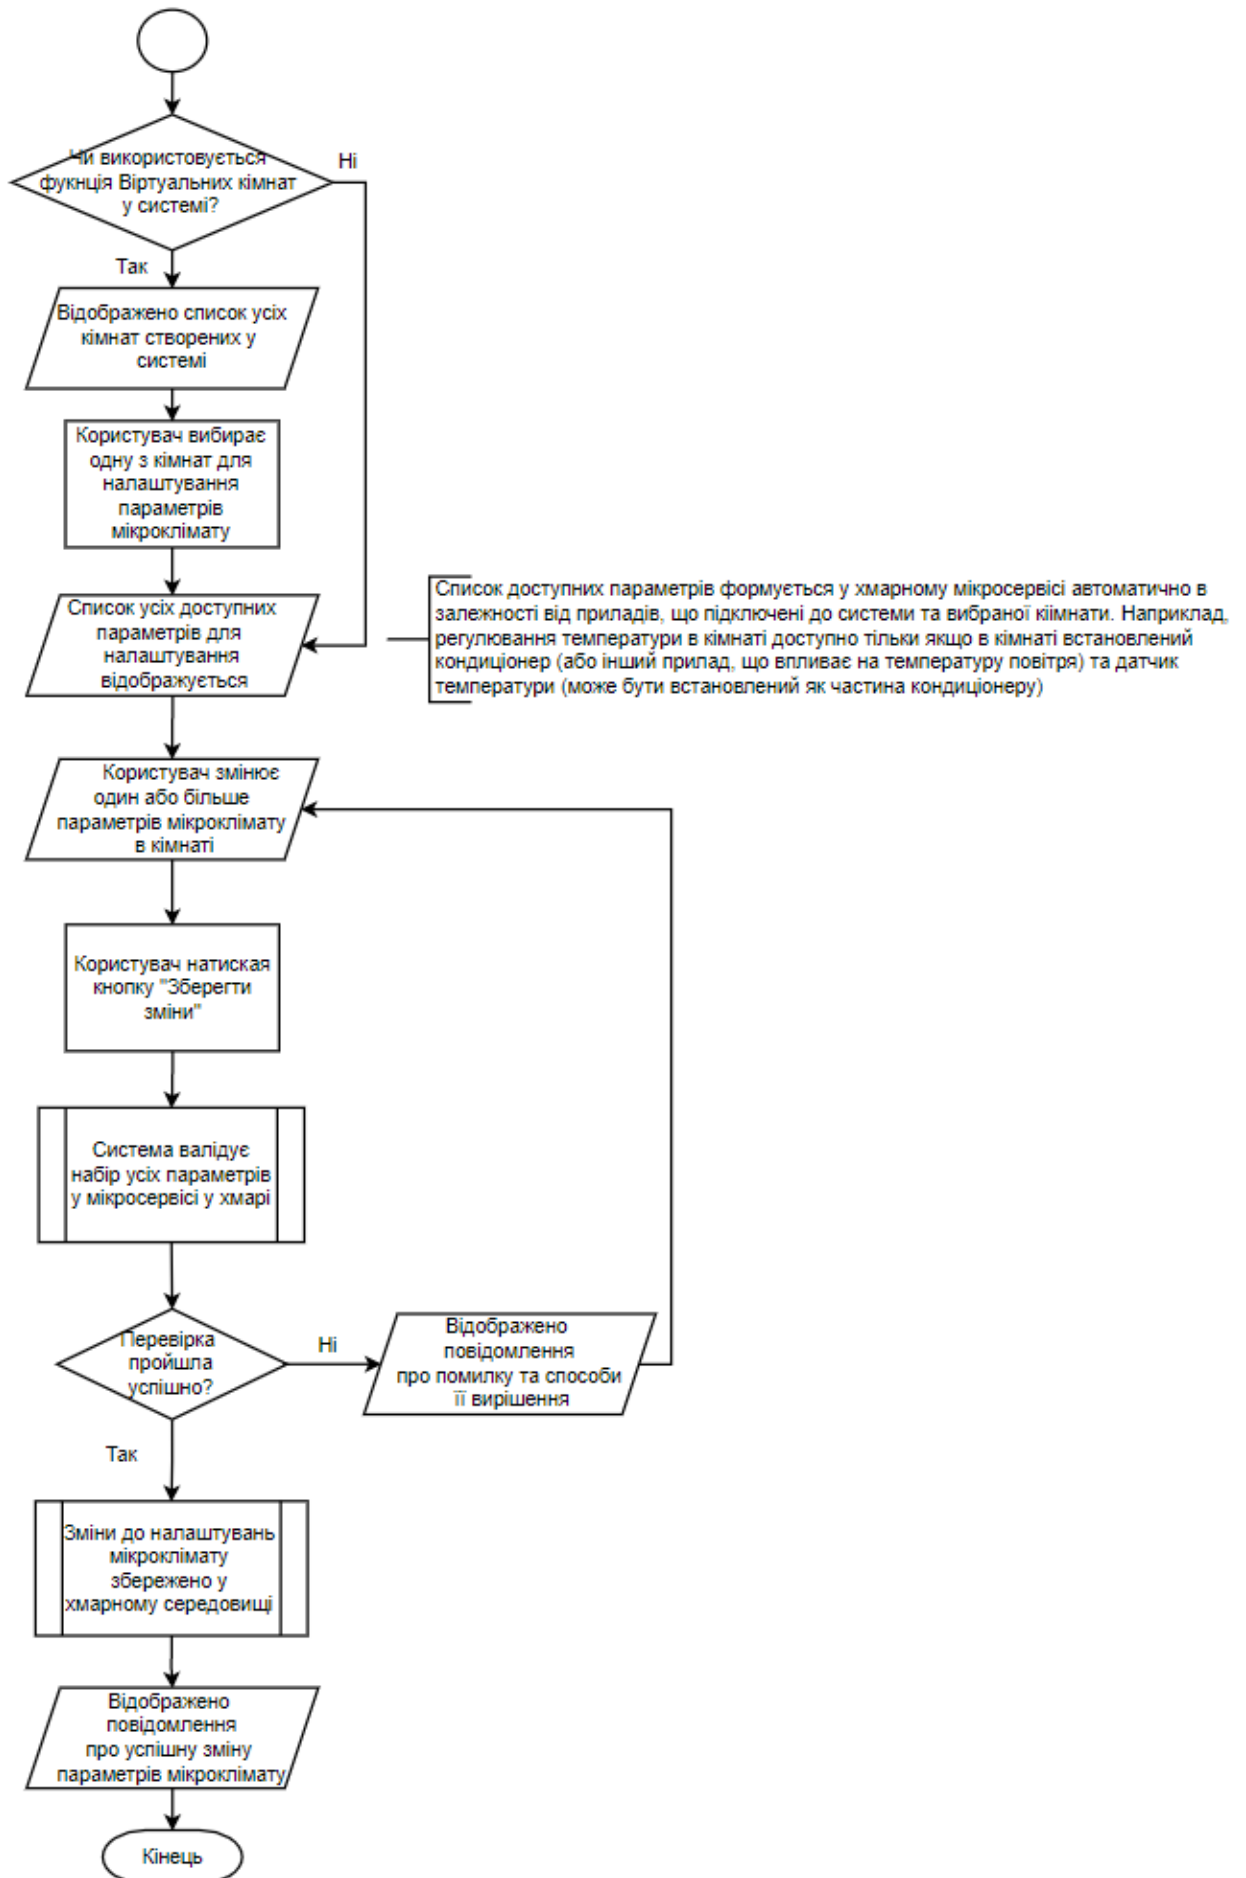 Чи використовується
фукнція Віртуальних кімнат
у системі?
Ні
Так
Відображено список усіх
кімнат створених у
системі
Користувач вибирає
одну з кімнат для
налаштування
параметрів
мікроклімату
Список усіх доступних
параметрів для
налаштування
відображується
Список доступних параметрів формується у хмарному мікросервісі автоматично в
залежності від приладів, що підключені до системи та вибраної кіімнати. Наприклад,
регулювання температури в кімнаті доступно тільки якщо в кімнаті встановлений
кондиціонер (або інший прилад, що впливає на температуру повітря) та датчик
температури (може бути встановлений як частина кондиціонеру)
Користувач змінює
один або більше
параметрів мікроклімату
в кімнаті
Користувач натиская
кнопку "Зберегти
зміни"
Система валідує
набір усіх параметрів
у мікросервісі у хмарі
Перевірка
пройшла
успішно?
Ні
Відображено
повідомлення
про помилку та способи
її вирішення
Так
Зміни до налаштувань
мікроклімату
збережено у
хмарному середовищі
Відображено
повідомлення
про успішну зміну
параметрів мікроклімату
Кінець